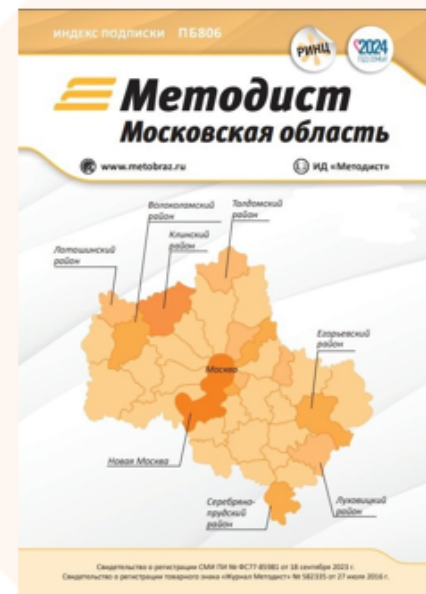 ИНДЕКС ПОДПИСКИ ПБ806
РИНЦ
2024
Методист
Московская область
www.metobraz.ru
ИД «Методист»
Волоколамский
район
Талдомский
район
Клинский
район
Лотошинский
район
Егорьевский
район
Москва
Новая Москва
Серебряно-
прудский
район
Луховицкий
район
Свидетельство о регистрации СМИ ПИ № ФС77-85981 от 18 сентября 2023 г.
Свидетельство о регистрации товарного знака «Журнал Методист» № 582335 от 27 июля 2016 г.